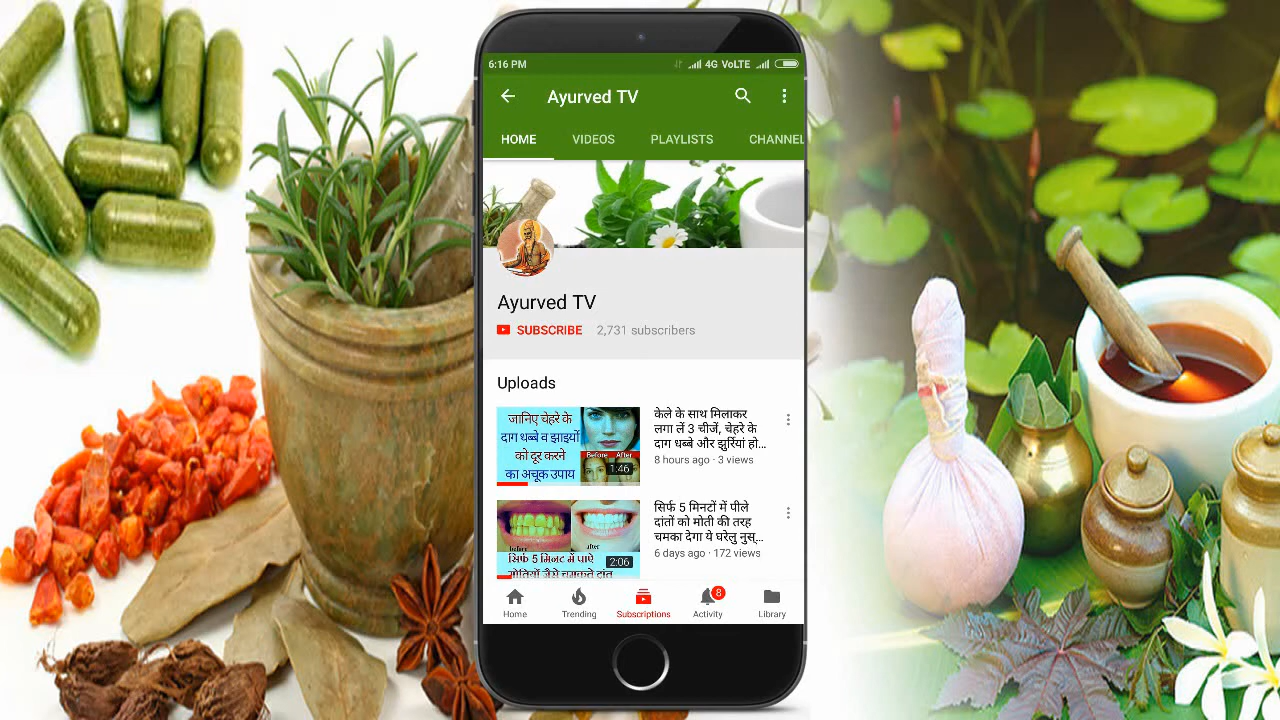 6:16 PM 4G VoLTE
Ayurved TV
HOME VIDEOS PLAYLISTS CHANNEL
Ayurved TV
SUBSCRIBE 2,731 subscribers
Uploads
जानिए चेहरे के
दाग धब्बे व झाइयों
को दूर करने
का अचूक उपाय
Before After
1:46
केले के साथ मिलाकर
लगा लें 3 चीजें, चेहरे के
दाग धब्बे और झुर्रियां हो...
8 hours ago · 3 views
before after
सिर्फ 5 मिनट में पाऐं
2:06
मोतियों जैसे चमकते दांत
सिर्फ 5 मिनटों में पीले
दांतों को मोती की तरह
चमका देगा ये घरेलु नुस्...
6 days ago · 172 views
8
Home Trending Subscriptions Activity Library